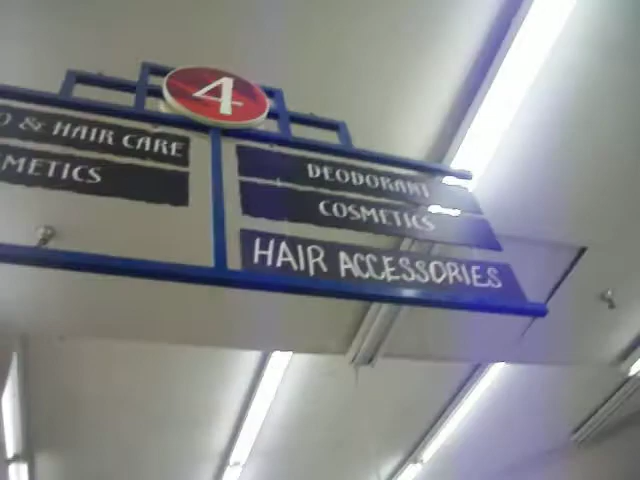 4
& HAIR CARE
METICS
DEODORANT
COSMETICS
HAIR ACCESSORIES